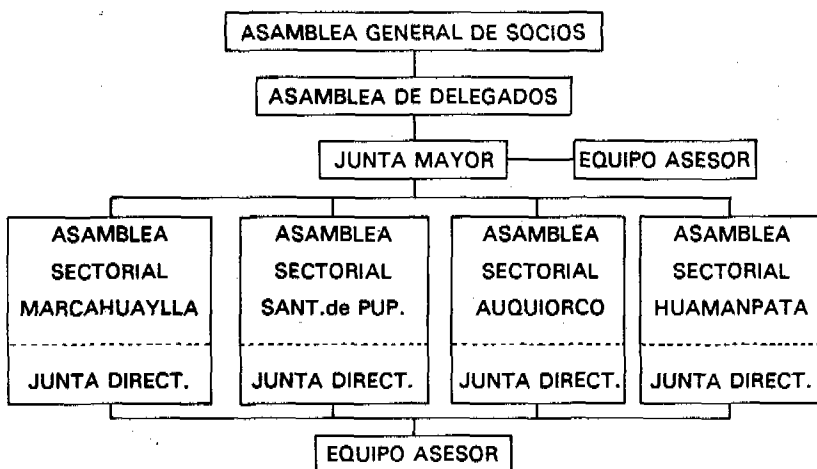 ASAMBLEA GENERAL DE SOCIOS
ASAMBLEA DE DELEGADOS
JUNTA MAYOR
EQUIPO ASESOR
ASAMBLEA
SECTORIAL
MARCAHUAYLLA
JUNTA DIRECT.
ASAMBLEA
SECTORIAL
SANT.de PUP.
JUNTA DIRECT.
ASAMBLEA
SECTORIAL
AUQUIORCO
JUNTA DIRECT.
ASAMBLEA
SECTORIAL
HUAMANPATA
JUNTA DIRECT.
EQUIPO ASESOR